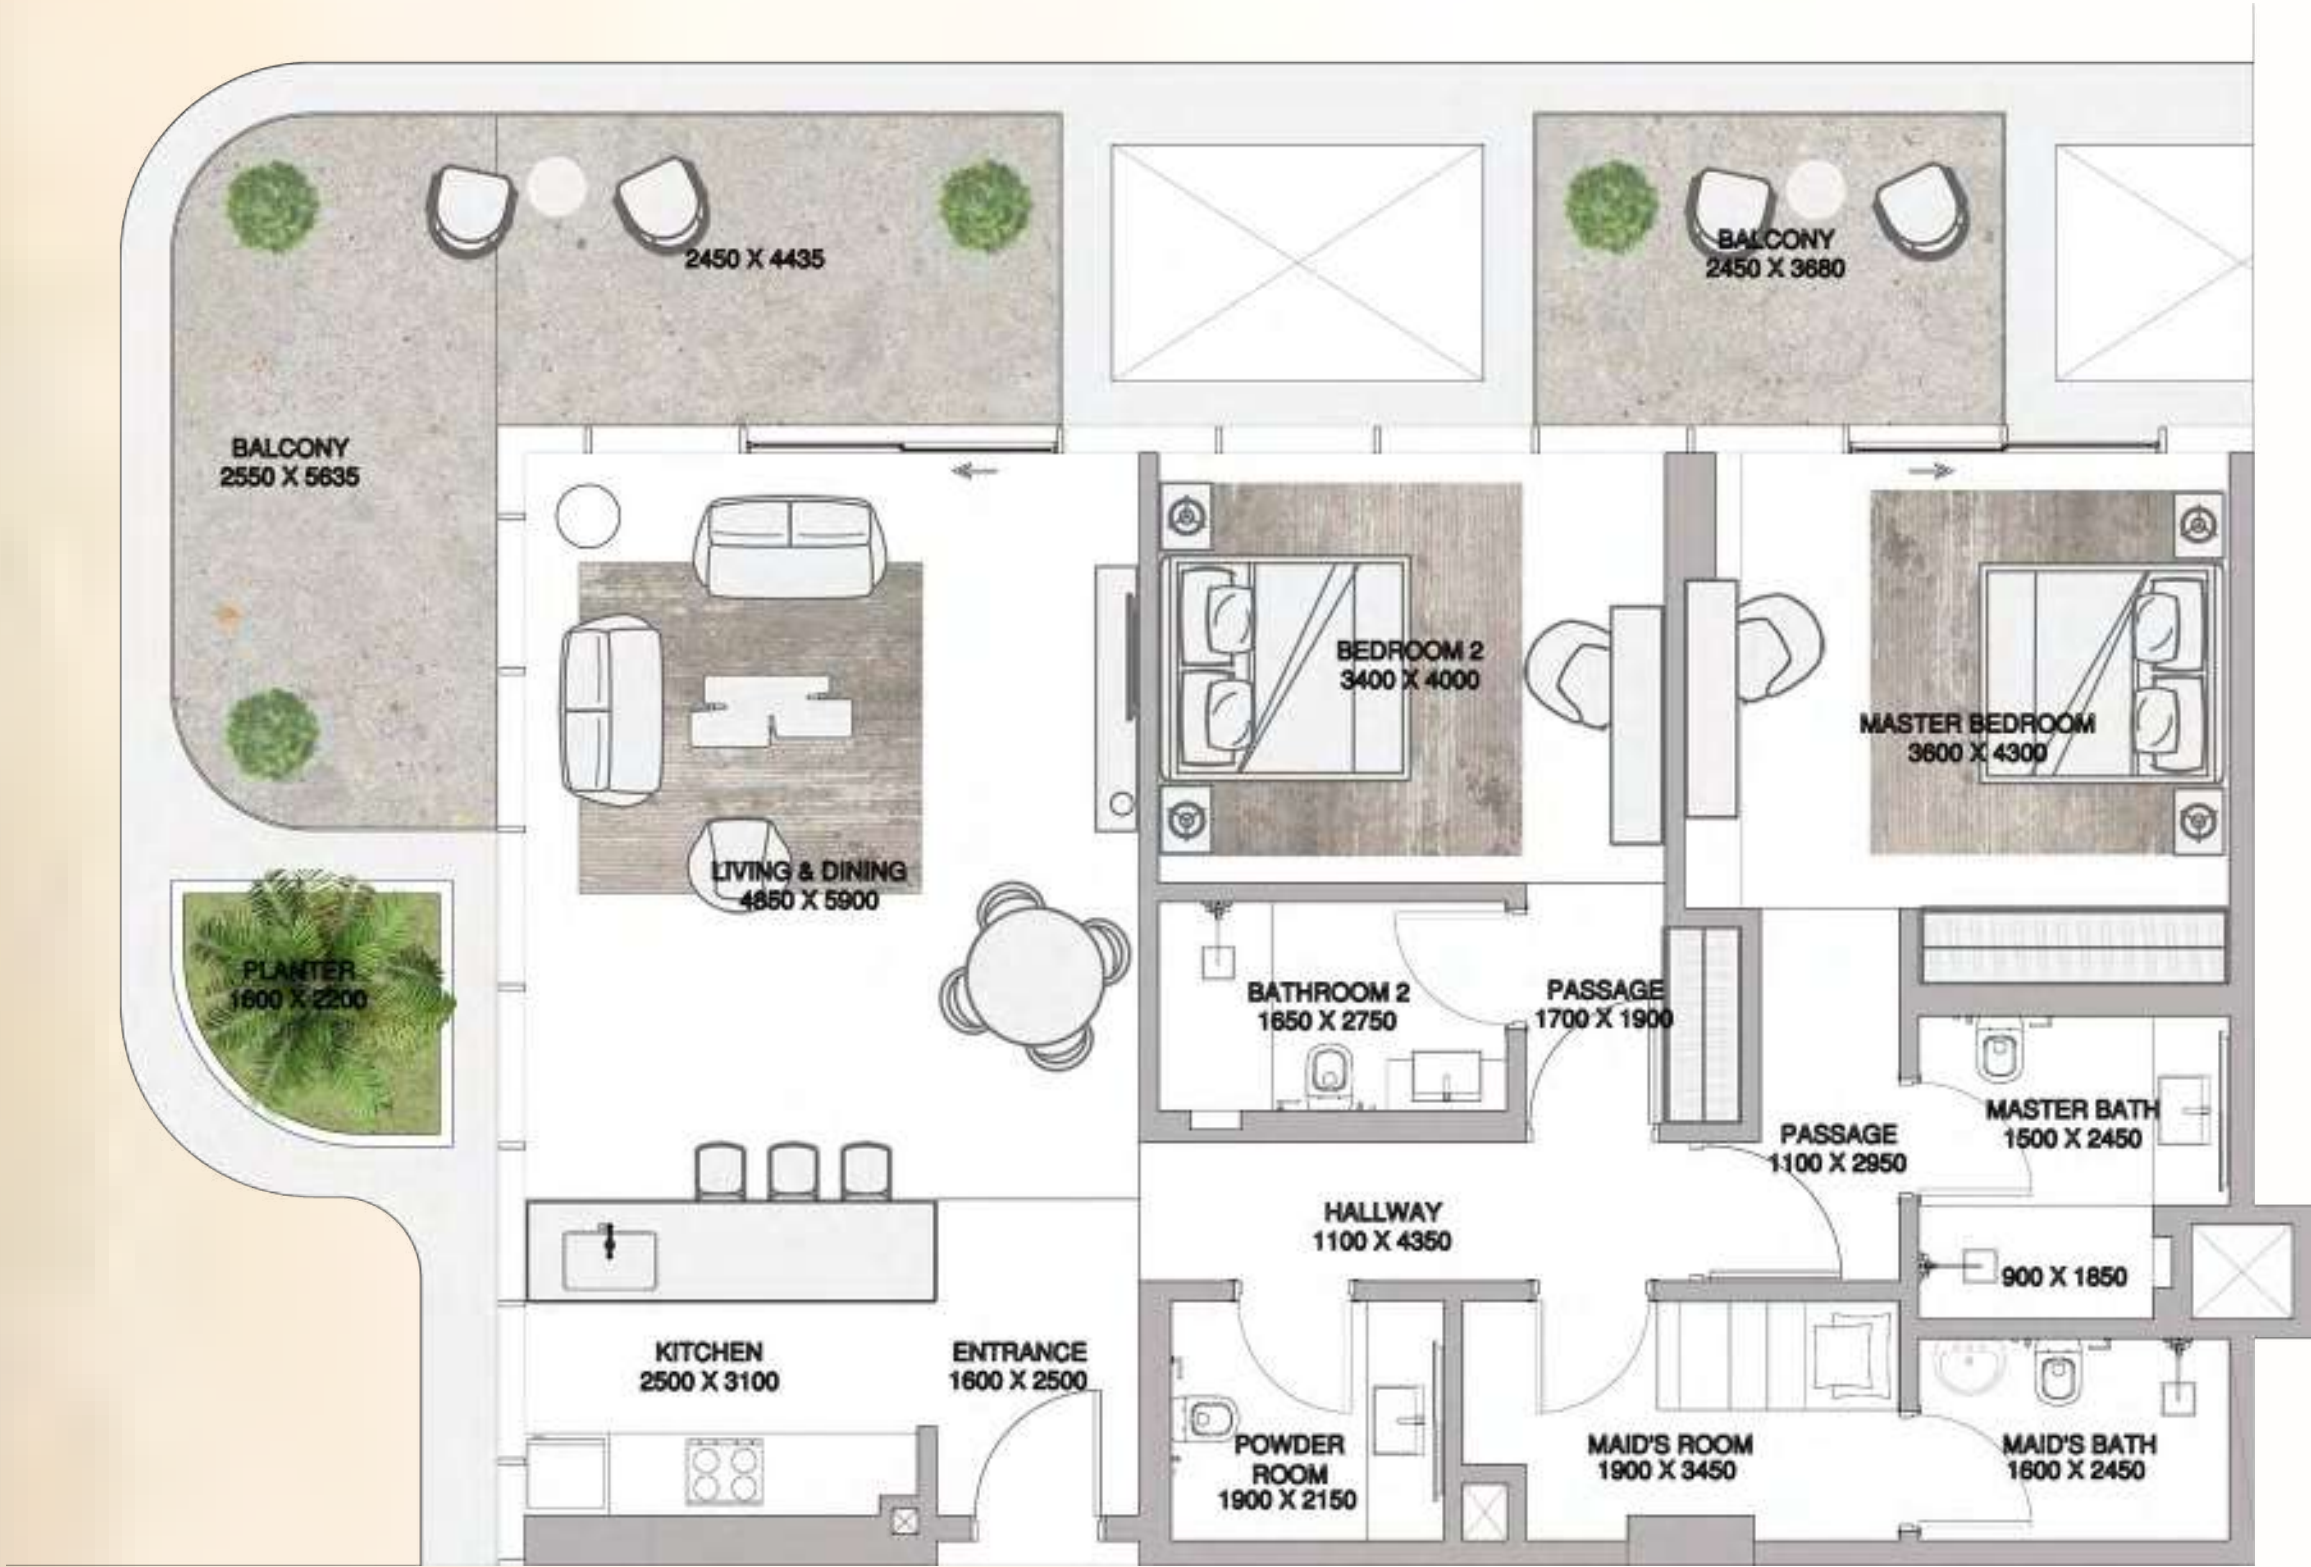 2450 X 4435
BALCONY
2450 X 3680
BALCONY
2550 X 5635
BEDROOM 2
3400 X 4000
MASTER BEDROOM
3600 X 4300
LIVING & DINING
4850 X 5900
PLANTER
1600 X 2200
BATHROOM 2
1650 X 2750
PASSAGE
1700 X 1900
MASTER BATH
1500 X 2450
PASSAGE
1100 X 2950
HALLWAY
1100 X 4350
900 X 1850
KITCHEN
2500 X 3100
ENTRANCE
1600 X 2500
POWDER
ROOM
1900 X 2150
MAID'S ROOM
1900 X 3450
MAID'S BATH
1600 X 2450